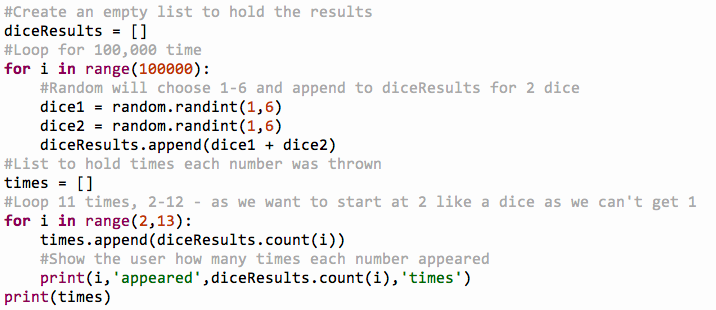 #Create an empty list to hold the results
diceResults = []
#Loop for 100,000 time
for i in range(100000):
    #Random will choose 1-6 and append to diceResults for 2 dice
    dice1 = random.randint(1,6)
    dice2 = random.randint(1,6)
    diceResults.append(dice1 + dice2)
#List to hold times each number was thrown
times = []
#Loop 11 times, 2-12 - as we want to start at 2 like a dice as we can't get 1
for i in range(2,13):
    times.append(diceResults.count(i))
    #Show the user how many times each number appeared
    print(i,'appeared',diceResults.count(i),'times')
print(times)